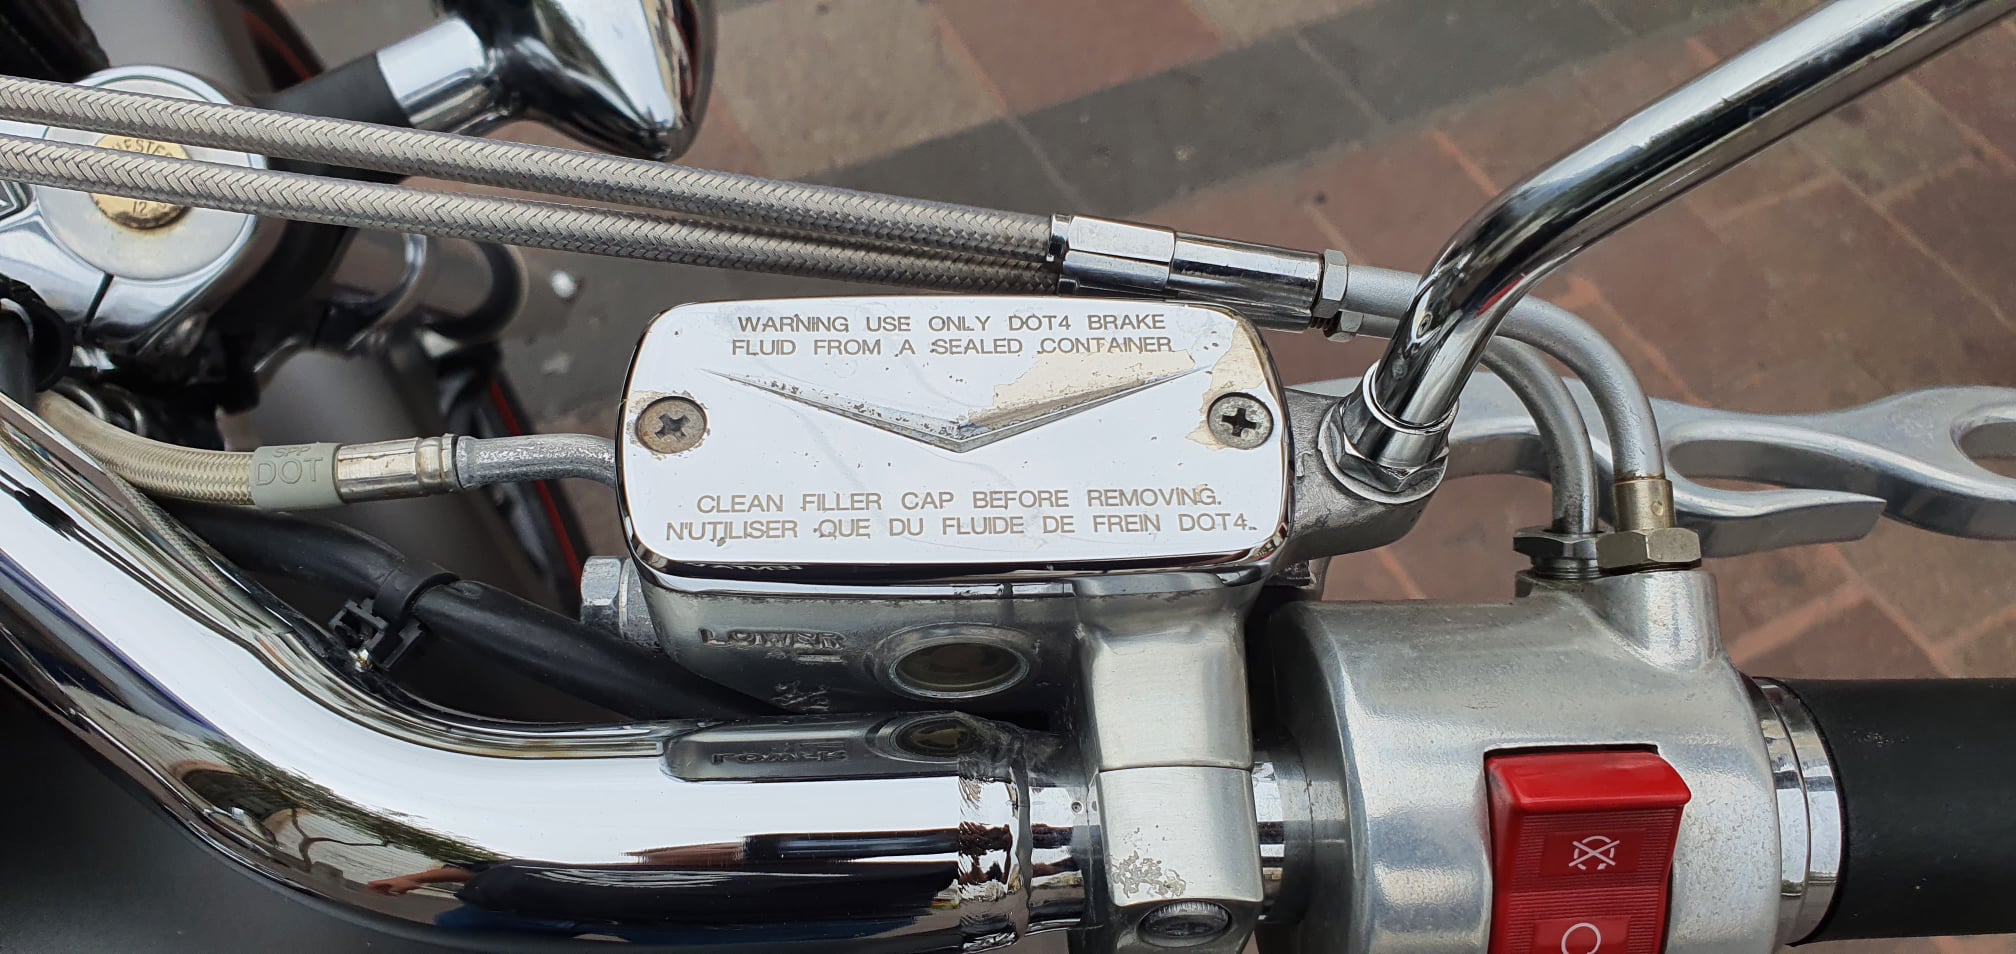 WARNING USE ONLY DOT4 BRAKE
FLUID FROM A SEALED CONTAINER
CLEAN FILLER CAP BEFORE REMOVING.
N'UTILISER QUE DU FLUIDE DE FREIN DOT4.
DOT
LOWER
12